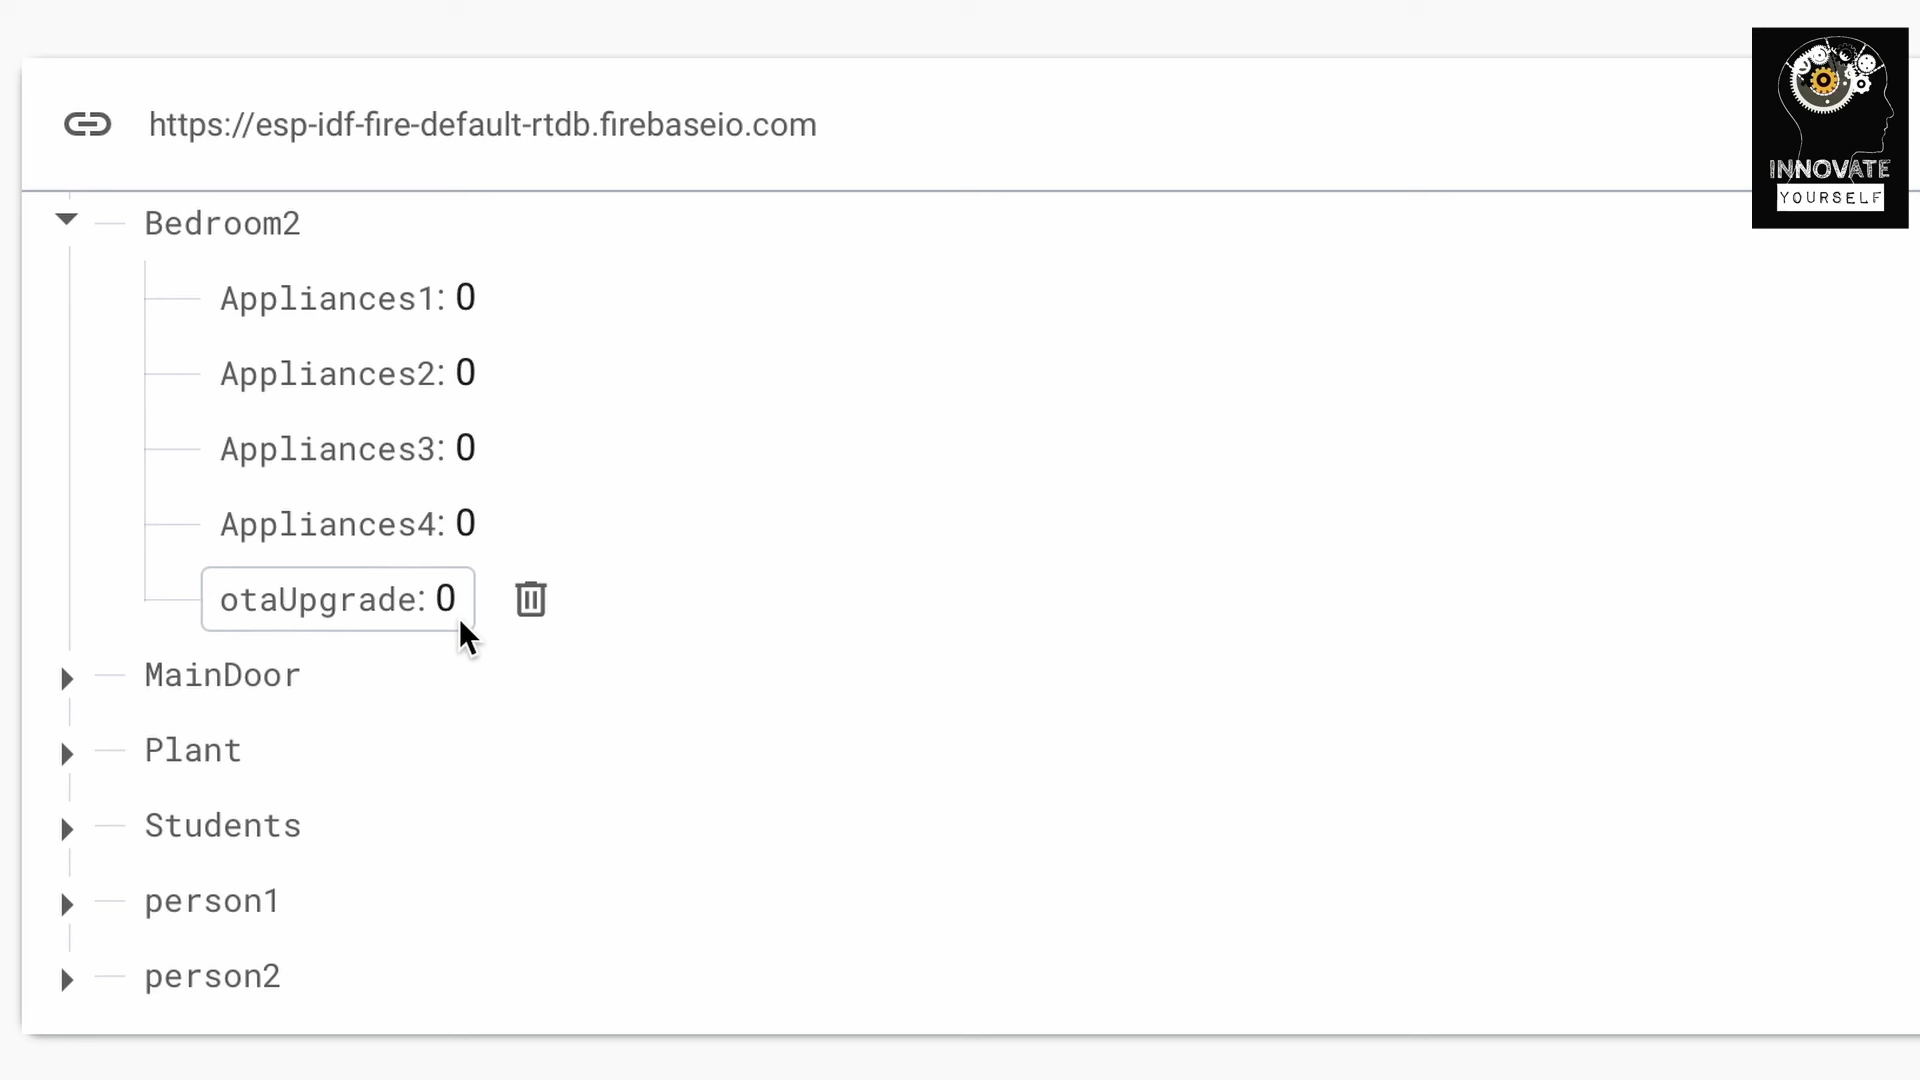 https://esp-idf-fire-default-rtdb.firebaseio.com
INNOVATE
YOURSELF
Bedroom2
Appliances1: 0
Appliances2: 0
Appliances3: 0
Appliances4: 0
otaUpgrade: 0
MainDoor
Plant
Students
person1
person2